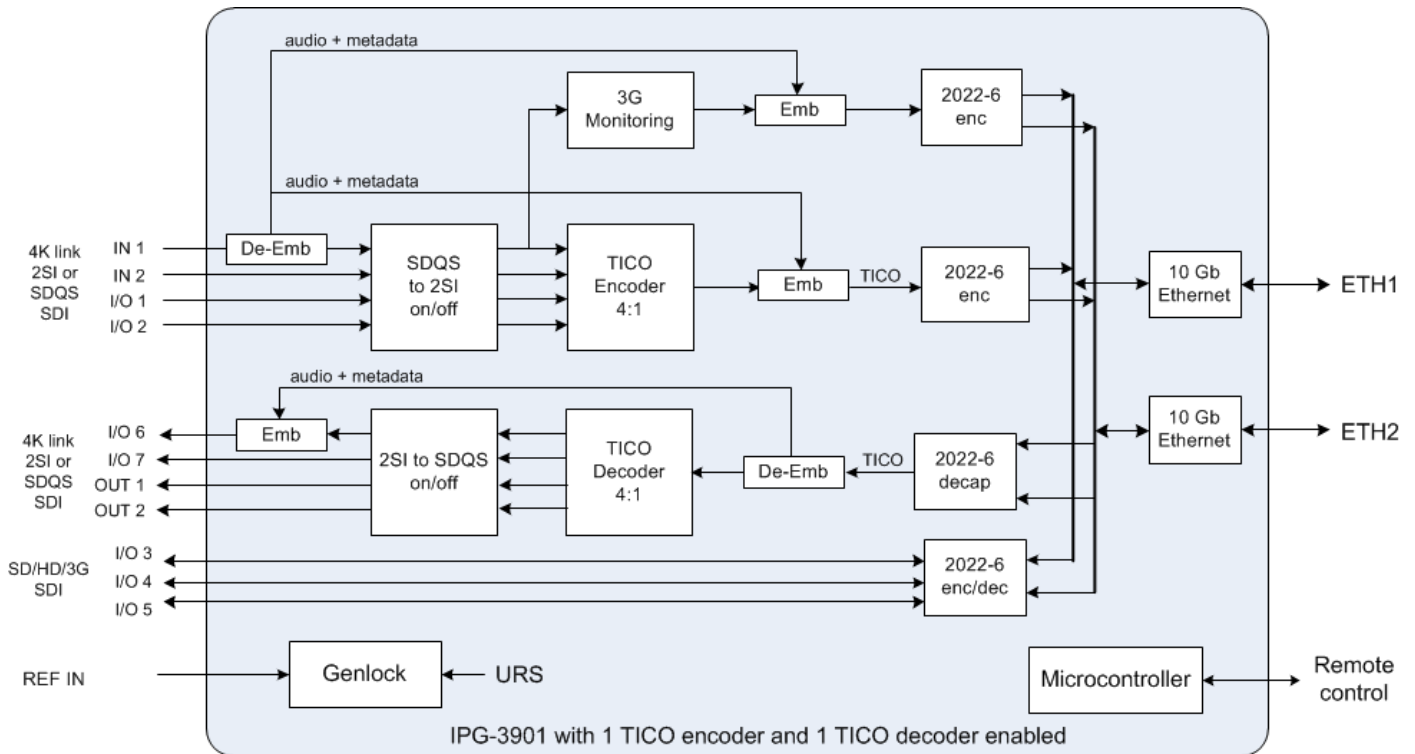 audio + metadata
3G
Monitoring
Emb
2022-6
enc
audio + metadata
4K link
2SI or
SDQS
SDI
IN 1
IN 2
I/O 1
I/O 2
De-Emb
SDQS
to 2SI
on/off
TICO
Encoder
4:1
Emb
TICO
2022-6
enc
10 Gb
Ethernet
ETH1
audio + metadata
4K link
2SI or
SDQS
SDI
I/O 6
I/O 7
OUT 1
OUT 2
Emb
2SI to SDQS
on/off
TICO
Decoder
4:1
De-Emb
TICO
2022-6
decap
10 Gb
Ethernet
ETH2
SD/HD/3G
SDI
I/O 3
I/O 4
I/O 5
2022-6
enc/dec
REF IN
Genlock
URS
Microcontroller
Remote
control
IPG-3901 with 1 TICO encoder and 1 TICO decoder enabled